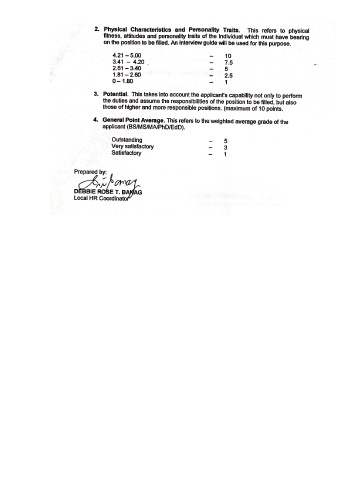 2. Physical Characteristics and Personality Traits. This refers to physical
fitness, attitudes and personality traits of the individual which must have bearing
on the position to be filled. An interview guide will be used for this purpose.
4.21 – 5.00 – 10
3.41 – 4.20 – 7.5
2.61 – 3.40 – 5
1.81 – 2.60 – 2.5
0 – 1.80 – 1
3. Potential. This takes into account the applicant's capability not only to perform
the duties and assume the responsibilities of the position to be filled, but also
those of higher and more responsible positions. (maximum of 10 points.
4. General Point Average. This refers to the weighted average grade of the
applicant (BS/MS/MA/PhD/EdD).
Outstanding – 5
Very satisfactory – 3
Satisfactory – 1
Prepared by:
DEBBIE ROSE T. BANAG
Local HR Coordinator